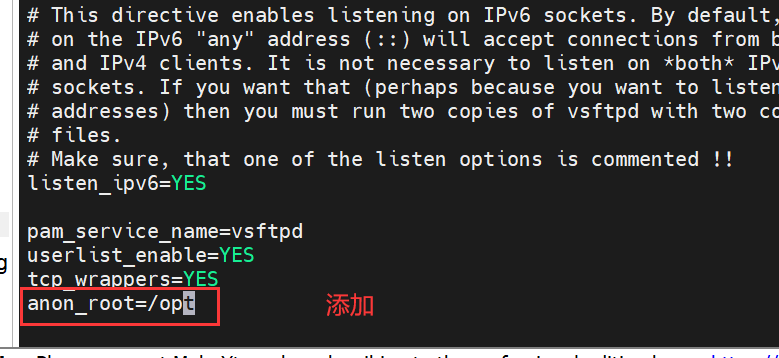 # This directive enables listening on IPv6 sockets. By default,
# on the IPv6 "any" address (::) will accept connections from b
# and IPv4 clients. It is not necessary to listen on *both* IPv
# sockets. If you want that (perhaps because you want to listen
# addresses) then you must run two copies of vsftpd with two co
# files.
# Make sure, that one of the listen options is commented !!
listen_ipv6=YES
pam_service_name=vsftpd
userlist_enable=YES
tcp_wrappers=YES
anon_root=/opt 添加